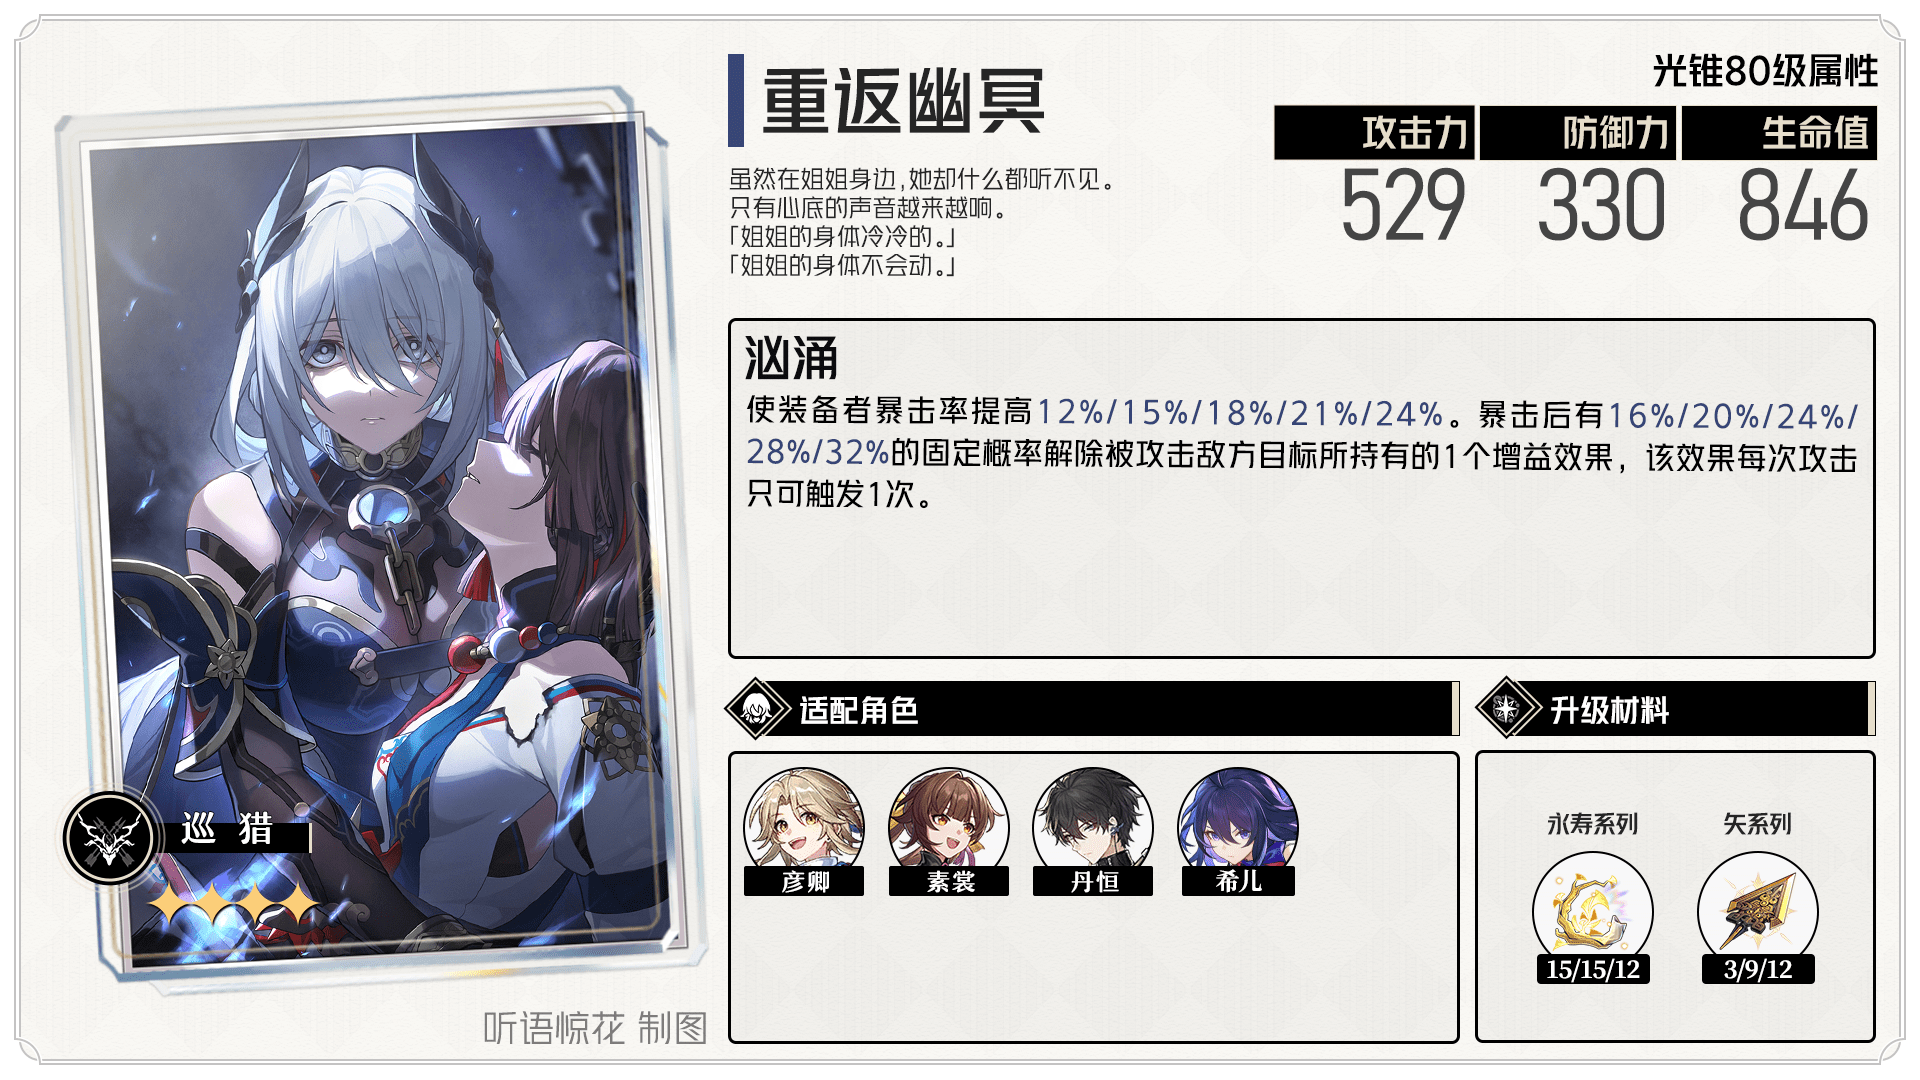 重返幽冥
虽然在姐姐身边,她却什么都听不见。
只有心底的声音越来越响。
「姐姐的身体冷冷的。」
「姐姐的身体不会动。」
光锥80级属性
攻击力 防御力 生命值
529 330 846
汹涌
使装备者暴击率提高12%/15%/18%/21%/24%。暴击后有16%/20%/24%/
28%/32%的固定概率解除被攻击敌方目标所持有的1个增益效果，该效果每次攻击
只可触发1次。
巡猎
适配角色
彦卿 素裳 丹恒 希儿
升级材料
永寿系列 矢系列
15/15/12 3/9/12
听语惊花 制图